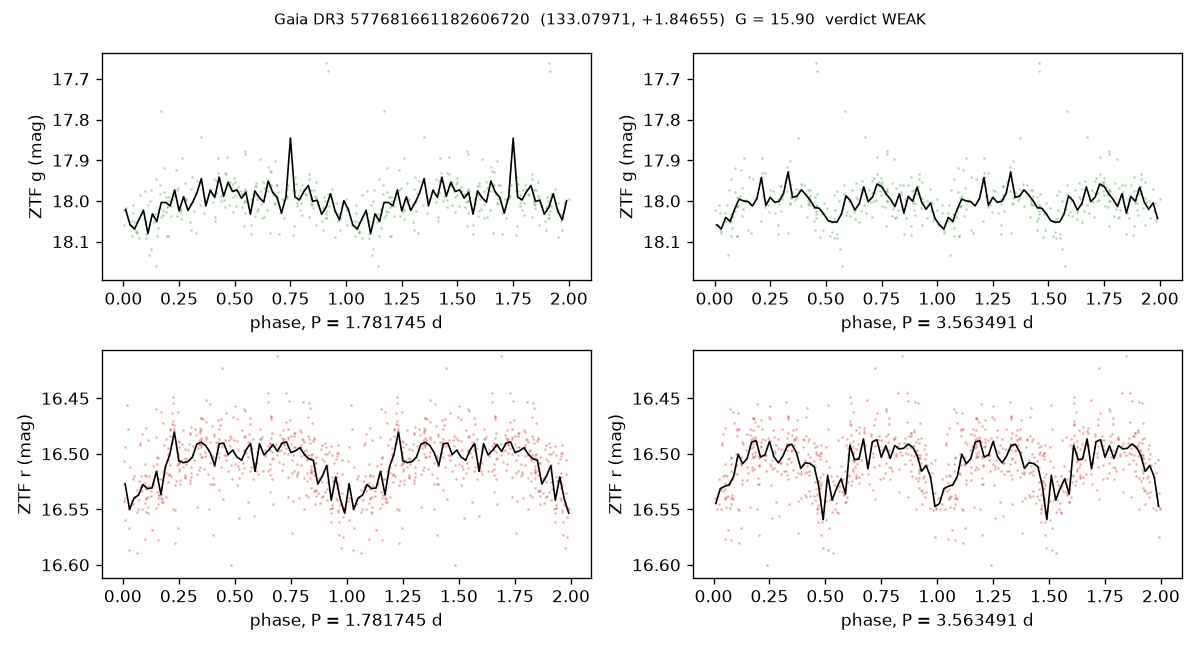 Gaia DR3 577681661182606720  (133.07971, +1.84655)  G = 15.90  verdict WEAK
ZTF g (mag)
17.7
17.8
17.9
18.0
18.1
0.00 0.25 0.50 0.75 1.00 1.25 1.50 1.75 2.00
phase, P = 1.781745 d
ZTF g (mag)
17.7
17.8
17.9
18.0
18.1
0.00 0.25 0.50 0.75 1.00 1.25 1.50 1.75 2.00
phase, P = 3.563491 d
ZTF r (mag)
16.45
16.50
16.55
16.60
0.00 0.25 0.50 0.75 1.00 1.25 1.50 1.75 2.00
phase, P = 1.781745 d
ZTF r (mag)
16.45
16.50
16.55
16.60
0.00 0.25 0.50 0.75 1.00 1.25 1.50 1.75 2.00
phase, P = 3.563491 d